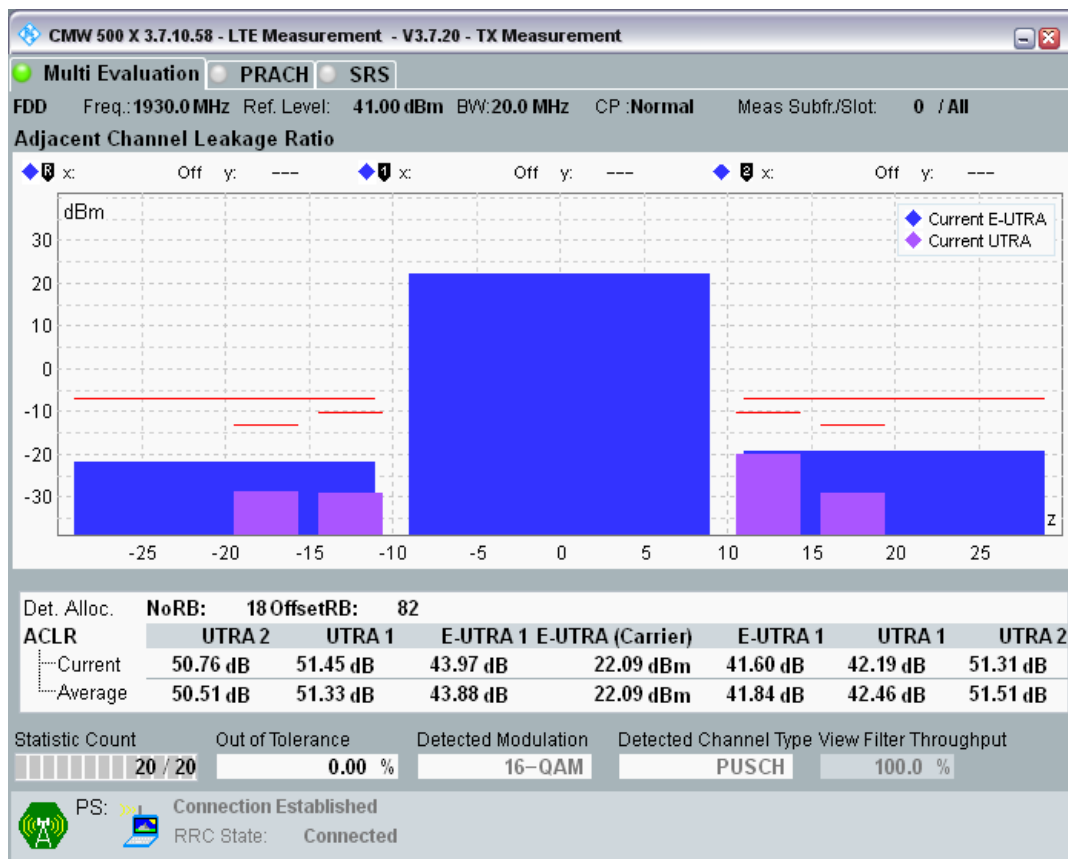 CMW 500 X 3.7.10.58 - LTE Measurement - V3.7.20 - TX Measurement
Multi Evaluation PRACH SRS
FDD Freq.:1930.0 MHz Ref. Level: 41.00 dBm BW:20.0 MHz CP :Normal Meas Subfr./Slot: 0 / All
Adjacent Channel Leakage Ratio
R x: Off y: --- 1 x: Off y: --- 2 x: Off y: ---
dBm
Current E-UTRA
Current UTRA
30
20
10
0
-10
-20
-30
z
-25 -20 -15 -10 -5 0 5 10 15 20 25
Det. Alloc. NoRB: 18 OffsetRB: 82
ACLR UTRA 2 UTRA 1 E-UTRA 1 E-UTRA (Carrier) E-UTRA 1 UTRA 1 UTRA 2
Current 50.76 dB 51.45 dB 43.97 dB 22.09 dBm 41.60 dB 42.19 dB 51.31 dB
Average 50.51 dB 51.33 dB 43.88 dB 22.09 dBm 41.84 dB 42.46 dB 51.51 dB
Statistic Count Out of Tolerance Detected Modulation Detected Channel Type View Filter Throughput
20 / 20 0.00 % 16-QAM PUSCH 100.0 %
PS: Connection Established
RRC State: Connected